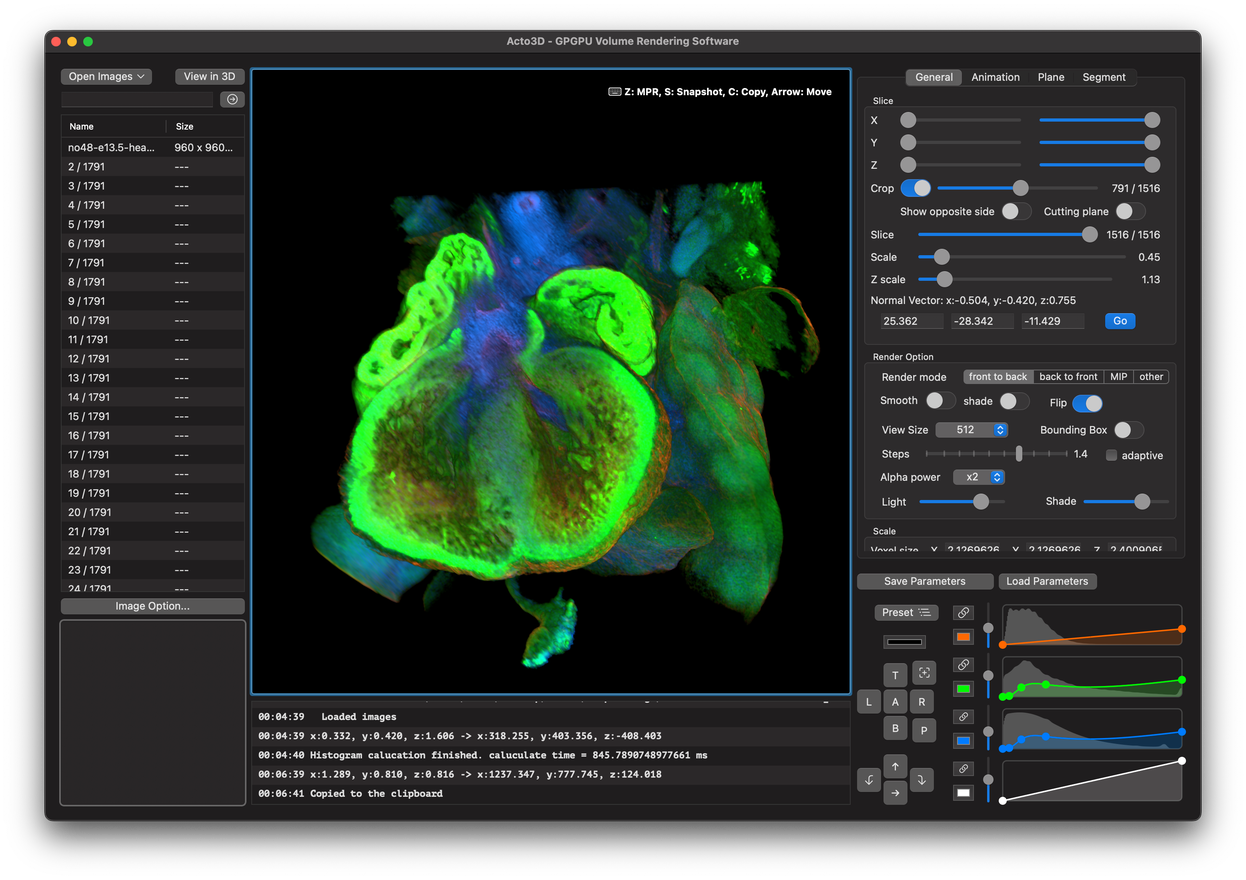 Acto3D - GPGPU Volume Rendering Software
Open Images
View in 3D
Name Size
no48-e13.5-hea... 960 x 960...
2 / 1791 ---
3 / 1791 ---
4 / 1791 ---
5 / 1791 ---
6 / 1791 ---
7 / 1791 ---
8 / 1791 ---
9 / 1791 ---
10 / 1791 ---
11 / 1791 ---
12 / 1791 ---
13 / 1791 ---
14 / 1791 ---
15 / 1791 ---
16 / 1791 ---
17 / 1791 ---
18 / 1791 ---
19 / 1791 ---
20 / 1791 ---
21 / 1791 ---
22 / 1791 ---
23 / 1791 ---
24 / 1791 ---
Image Option...
Z: MPR, S: Snapshot, C: Copy, Arrow: Move
00:04:39 Loaded images
00:04:39 x:0.332, y:0.420, z:1.606 -> x:318.255, y:403.356, z:-408.403
00:04:40 Histogram calucation finished. caluculate time = 845.7890748977661 ms
00:06:39 x:1.289, y:0.810, z:0.816 -> x:1237.347, y:777.745, z:124.018
00:06:41 Copied to the clipboard
General Animation Plane Segment
Slice
X
Y
Z
Crop 791 / 1516
Show opposite side Cutting plane
Slice 1516 / 1516
Scale 0.45
Z scale 1.13
Normal Vector: x:-0.504, y:-0.420, z:0.755
25.362 -28.342 -11.429 Go
Render Option
Render mode front to back back to front MIP other
Smooth shade Flip
View Size 512 Bounding Box
Steps 1.4 adaptive
Alpha power x2
Light Shade
Scale
Voxel size X 2.1269626 Y 2.1269626 Z
Save Parameters Load Parameters
Preset
T
L A R
B P